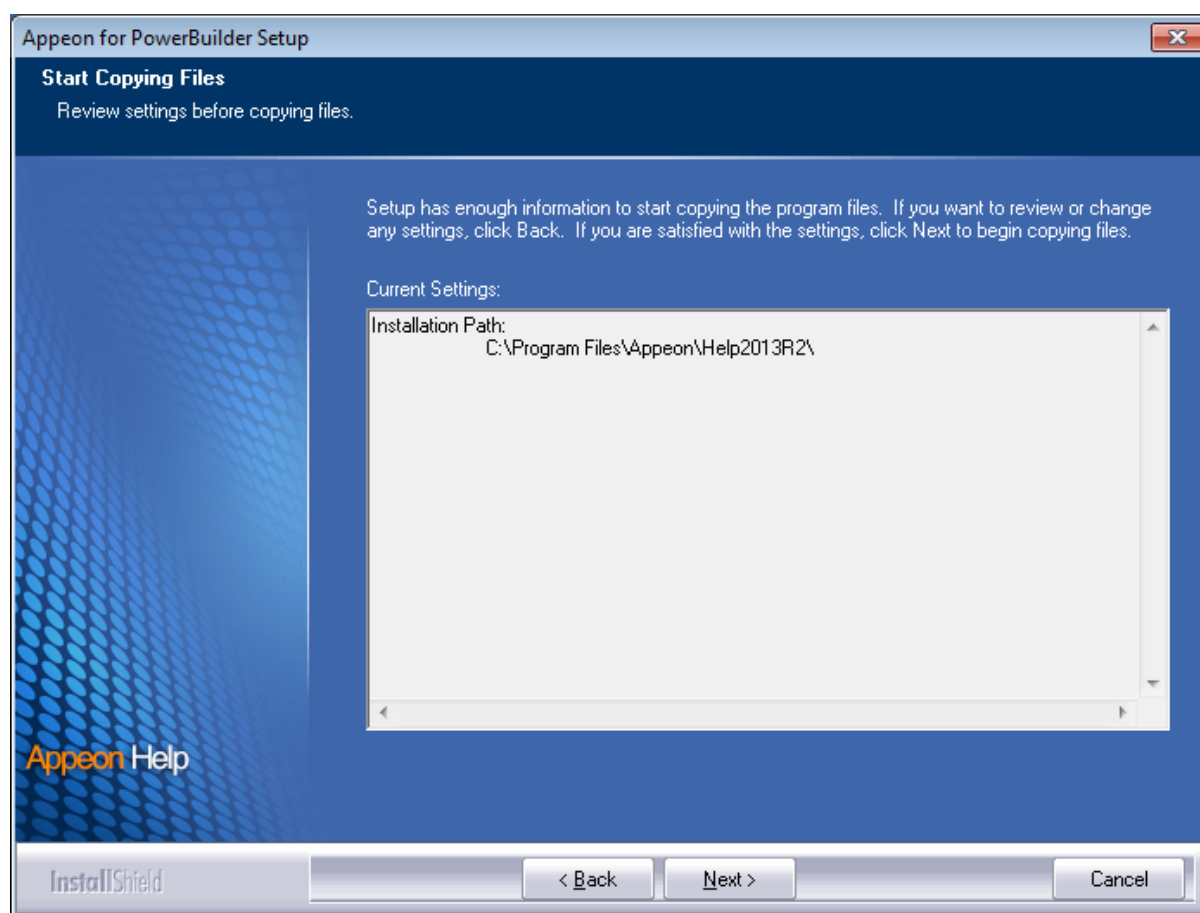 Appeon for PowerBuilder Setup
Start Copying Files
Review settings before copying files.
Setup has enough information to start copying the program files.  If you want to review or change
any settings, click Back.  If you are satisfied with the settings, click Next to begin copying files.
Current Settings:
Installation Path:
C:\Program Files\Appeon\Help2013R2\
Appeon Help
InstallShield
< Back
Next >
Cancel